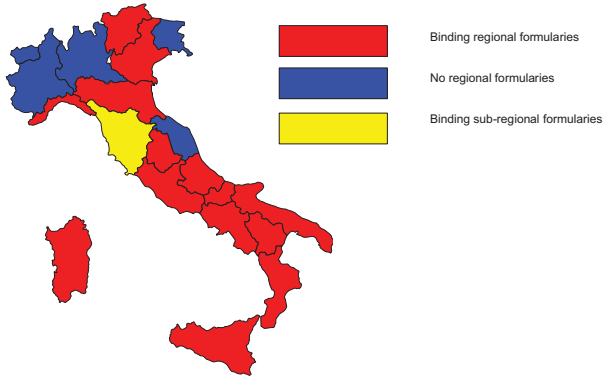 Binding regional formularies
No regional formularies
Binding sub-regional formularies